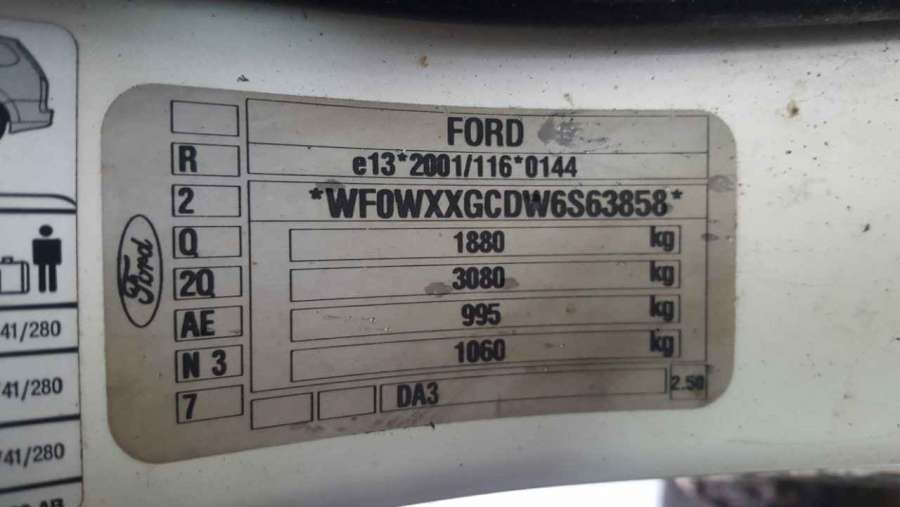 FORD
R e13*2001/116*0144
2 *WF0WXXGCDW6S63858*
Q 1880 kg
2Q 3080 kg
AE 995 kg
N 3 1060 kg
7 DA3 2.50
Ford
41/280
41/280
41/280